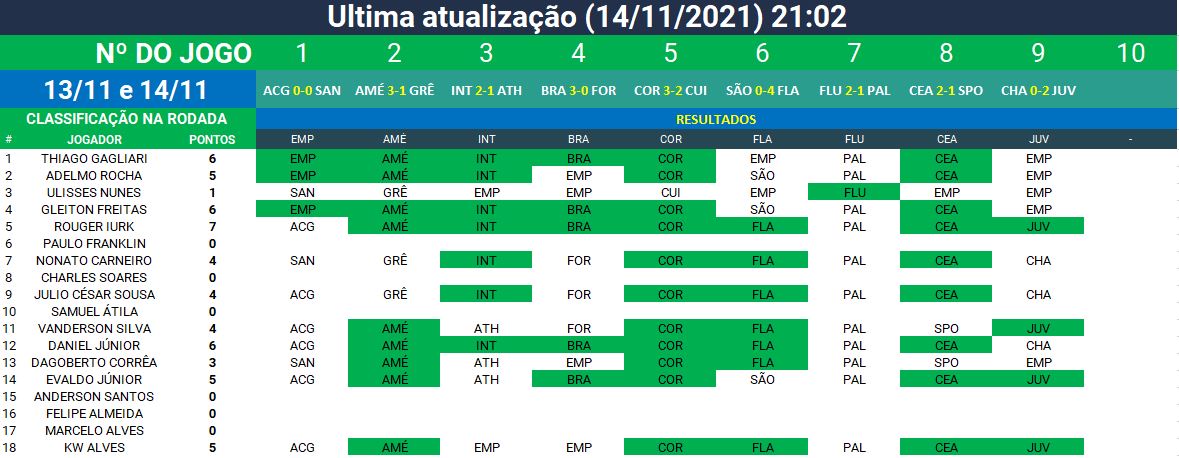 Ultima atualização (14/11/2021) 21:02
Nº DO JOGO 1 2 3 4 5 6 7 8 9 10
13/11 e 14/11 ACG 0-0 SAN AMÉ 3-1 GRÊ INT 2-1 ATH BRA 3-0 FOR COR 3-2 CUI SÃO 0-4 FLA FLU 2-1 PAL CEA 2-1 SPO CHA 0-2 JUV
CLASSIFICAÇÃO NA RODADA RESULTADOS
# JOGADOR PONTOS EMP AMÉ INT BRA COR FLA FLU CEA JUV -
1 THIAGO GAGLIARI 6 EMP AMÉ INT BRA COR EMP PAL CEA EMP
2 ADELMO ROCHA 5 EMP AMÉ INT EMP COR SÃO PAL CEA EMP
3 ULISSES NUNES 1 SAN GRÊ EMP EMP CUI EMP FLU EMP EMP
4 GLEITON FREITAS 6 EMP AMÉ INT BRA COR SÃO PAL CEA EMP
5 ROUGER IURK 7 ACG AMÉ INT BRA COR FLA PAL CEA JUV
6 PAULO FRANKLIN 0
7 NONATO CARNEIRO 4 SAN GRÊ INT FOR COR FLA PAL CEA CHA
8 CHARLES SOARES 0
9 JULIO CÉSAR SOUSA 4 ACG GRÊ INT FOR COR FLA PAL CEA CHA
10 SAMUEL ÁTILA 0
11 VANDERSON SILVA 4 ACG AMÉ ATH FOR COR FLA PAL SPO JUV
12 DANIEL JÚNIOR 6 ACG AMÉ INT BRA COR FLA PAL CEA CHA
13 DAGOBERTO CORRÊA 3 SAN AMÉ ATH EMP COR FLA PAL SPO EMP
14 EVALDO JÚNIOR 5 ACG AMÉ ATH BRA COR SÃO PAL CEA JUV
15 ANDERSON SANTOS 0
16 FELIPE ALMEIDA 0
17 MARCELO ALVES 0
18 KW ALVES 5 ACG AMÉ EMP EMP COR FLA PAL CEA JUV